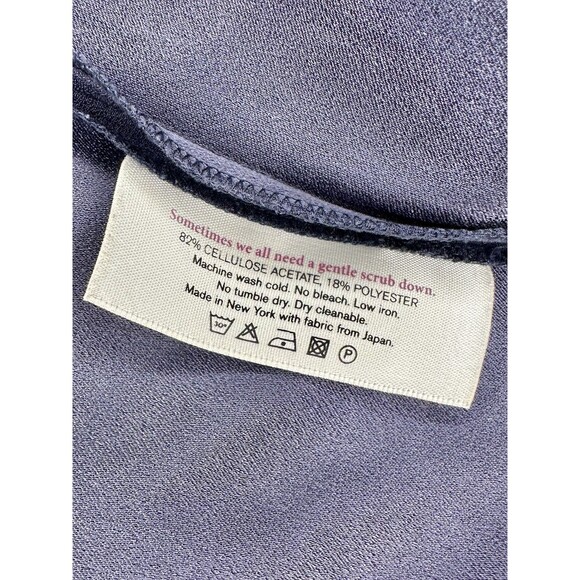 Sometimes we all need a gentle scrub down.
82% CELLULOSE ACETATE, 18% POLYESTER
Machine wash cold. No bleach. Low iron.
No tumble dry. Dry cleanable.
Made in New York with fabric from Japan.
30° P